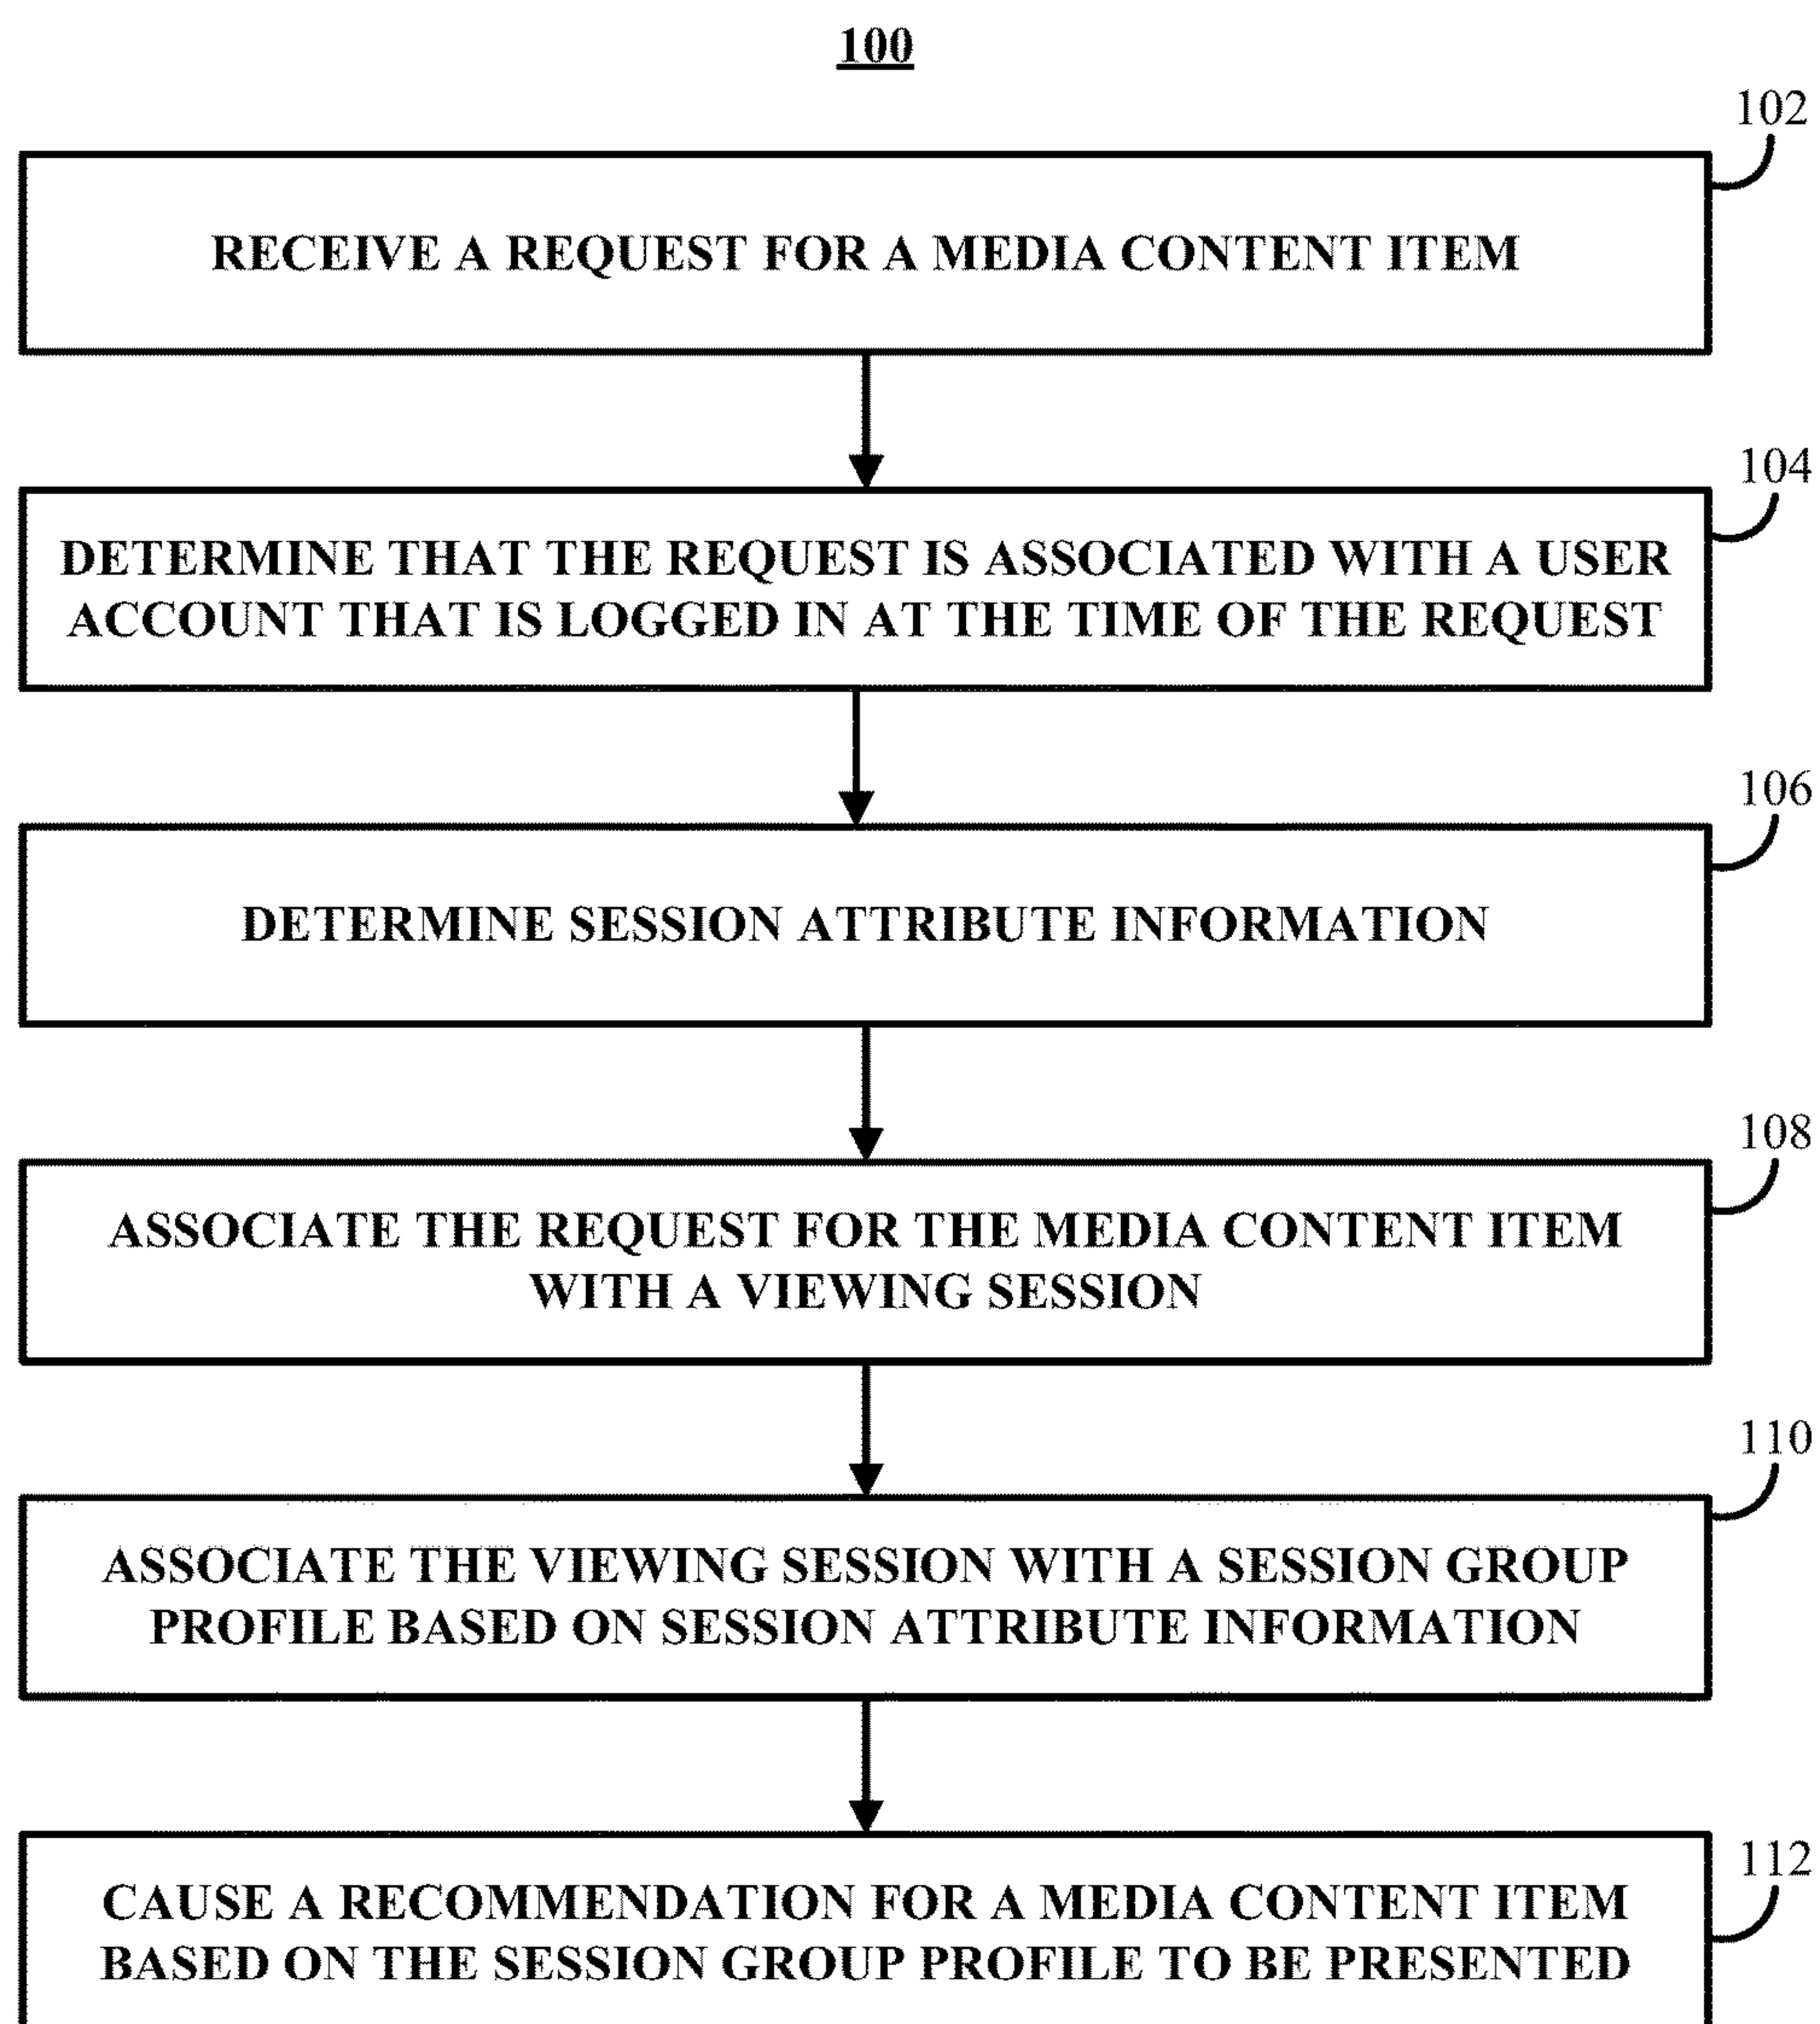 100
102
RECEIVE A REQUEST FOR A MEDIA CONTENT ITEM
104
DETERMINE THAT THE REQUEST IS ASSOCIATED WITH A USER
ACCOUNT THAT IS LOGGED IN AT THE TIME OF THE REQUEST
106
DETERMINE SESSION ATTRIBUTE INFORMATION
108
ASSOCIATE THE REQUEST FOR THE MEDIA CONTENT ITEM
WITH A VIEWING SESSION
110
ASSOCIATE THE VIEWING SESSION WITH A SESSION GROUP
PROFILE BASED ON SESSION ATTRIBUTE INFORMATION
112
CAUSE A RECOMMENDATION FOR A MEDIA CONTENT ITEM
BASED ON THE SESSION GROUP PROFILE TO BE PRESENTED